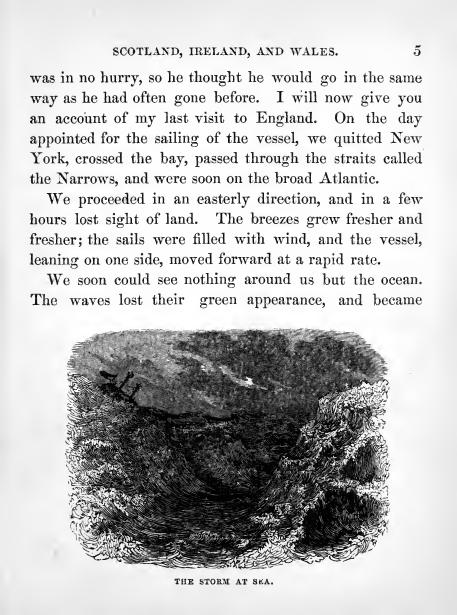 SCOTLAND, IRELAND, AND WALES. 5
was in no hurry, so he thought he would go in the same
way as he had often gone before. I will now give you
an account of my last visit to England. On the day
appointed for the sailing of the vessel, we quitted New
York, crossed the bay, passed through the straits called
the Narrows, and were soon on the broad Atlantic.
We proceeded in an easterly direction, and in a few
hours lost sight of land. The breezes grew fresher and
fresher; the sails were filled with wind, and the vessel,
leaning on one side, moved forward at a rapid rate.
We soon could see nothing around us but the ocean.
The waves lost their green appearance, and became
THE STORM AT SEA.